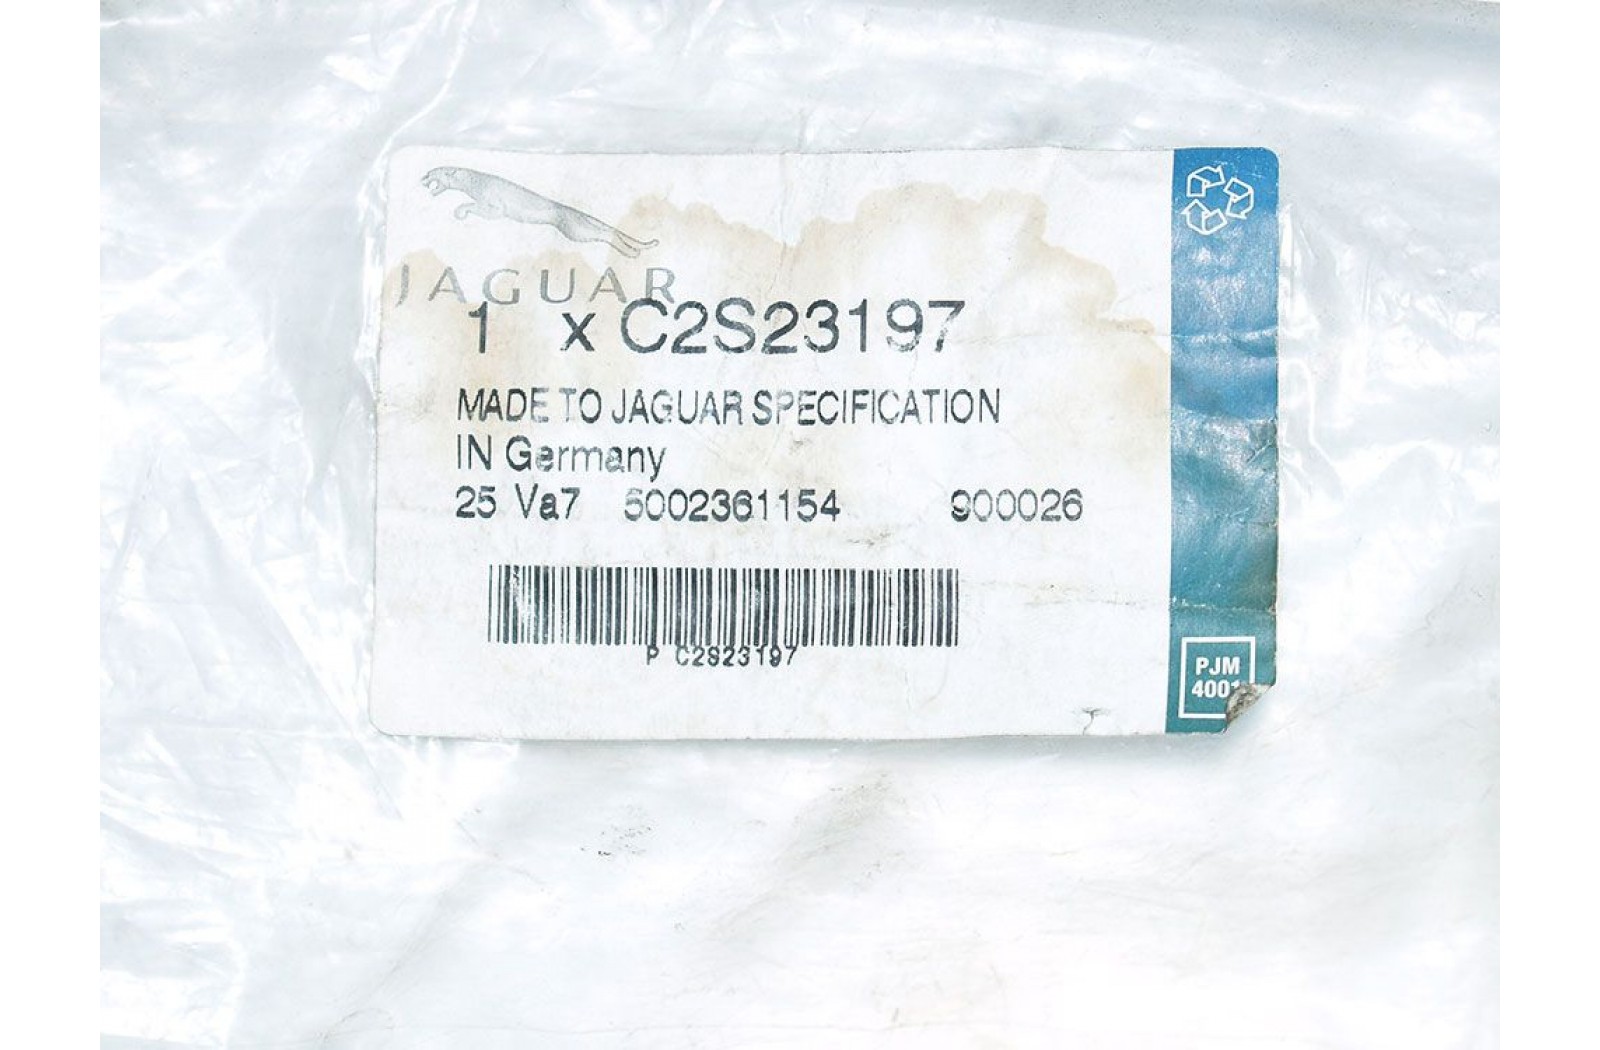 JAGUAR
1 x C2S23197
MADE TO JAGUAR SPECIFICATION
IN Germany
25 Va7 5002361154 900026
P C2S23197
PJM
4001